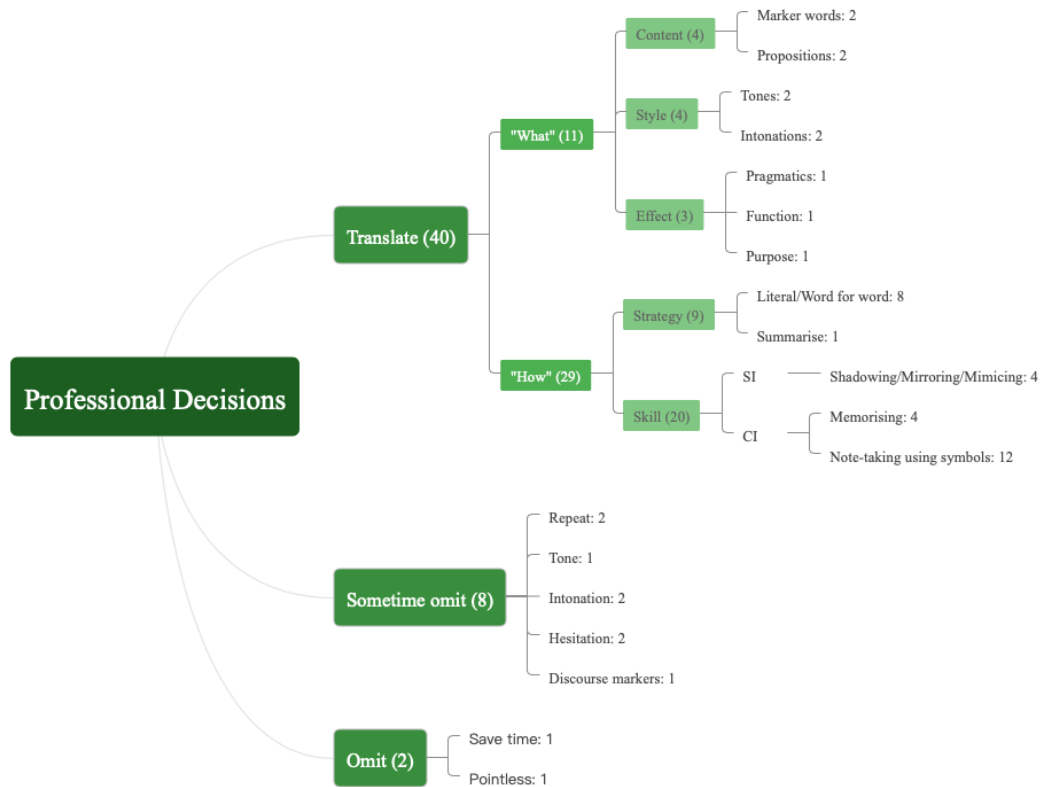 Professional Decisions
Translate (40)
"What" (11)
Content (4)
Marker words: 2
Propositions: 2
Style (4)
Tones: 2
Intonations: 2
Effect (3)
Pragmatics: 1
Function: 1
Purpose: 1
"How" (29)
Strategy (9)
Literal/Word for word: 8
Summarise: 1
Skill (20)
SI
Shadowing/Mirroring/Mimicing: 4
CI
Memorising: 4
Note-taking using symbols: 12
Sometime omit (8)
Repeat: 2
Tone: 1
Intonation: 2
Hesitation: 2
Discourse markers: 1
Omit (2)
Save time: 1
Pointless: 1